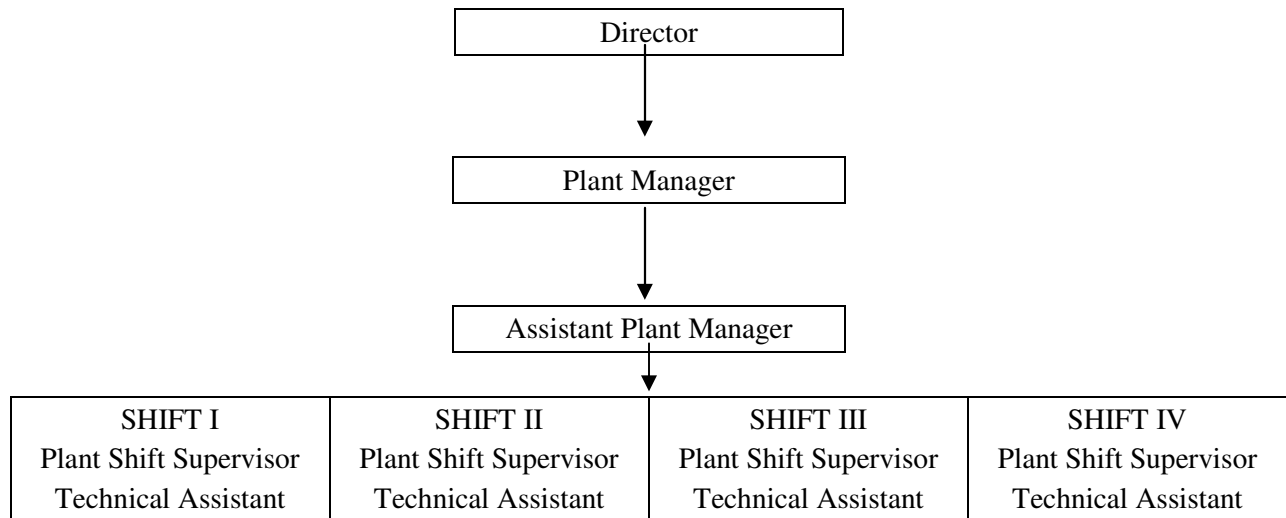 Director
Plant Manager
Assistant Plant Manager
SHIFT I
Plant Shift Supervisor
Technical Assistant
SHIFT II
Plant Shift Supervisor
Technical Assistant
SHIFT III
Plant Shift Supervisor
Technical Assistant
SHIFT IV
Plant Shift Supervisor
Technical Assistant